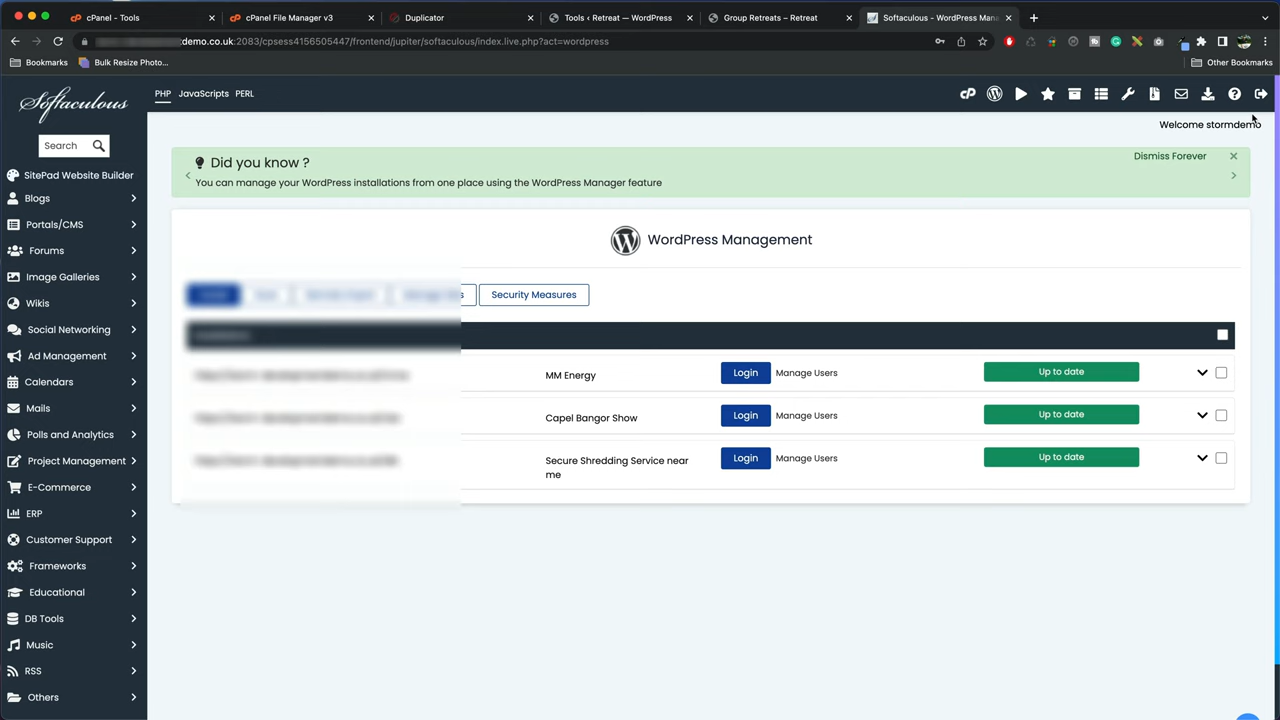 cPanel - Tools
cPanel File Manager v3
Duplicator
Tools ‹ Retreat — WordPress
Group Retreats – Retreat
Softaculous - WordPress Man
demo.co.uk:2083/cpsess4156505447/frontend/jupiter/softaculous/index.live.php?act=wordpress
Bookmarks
Bulk Resize Photo...
Other Bookmarks
Softaculous
PHP
JavaScripts
PERL
Welcome stormdemo
Search
SitePad Website Builder
Blogs
Portals/CMS
Forums
Image Galleries
Wikis
Social Networking
Ad Management
Calendars
Mails
Polls and Analytics
Project Management
E-Commerce
ERP
Customer Support
Frameworks
Educational
DB Tools
Music
RSS
Others
Did you know ?
Dismiss Forever
You can manage your WordPress installations from one place using the WordPress Manager feature
WordPress Management
Security Measures
MM Energy
Login
Manage Users
Up to date
Capel Bangor Show
Login
Manage Users
Up to date
Secure Shredding Service near
me
Login
Manage Users
Up to date